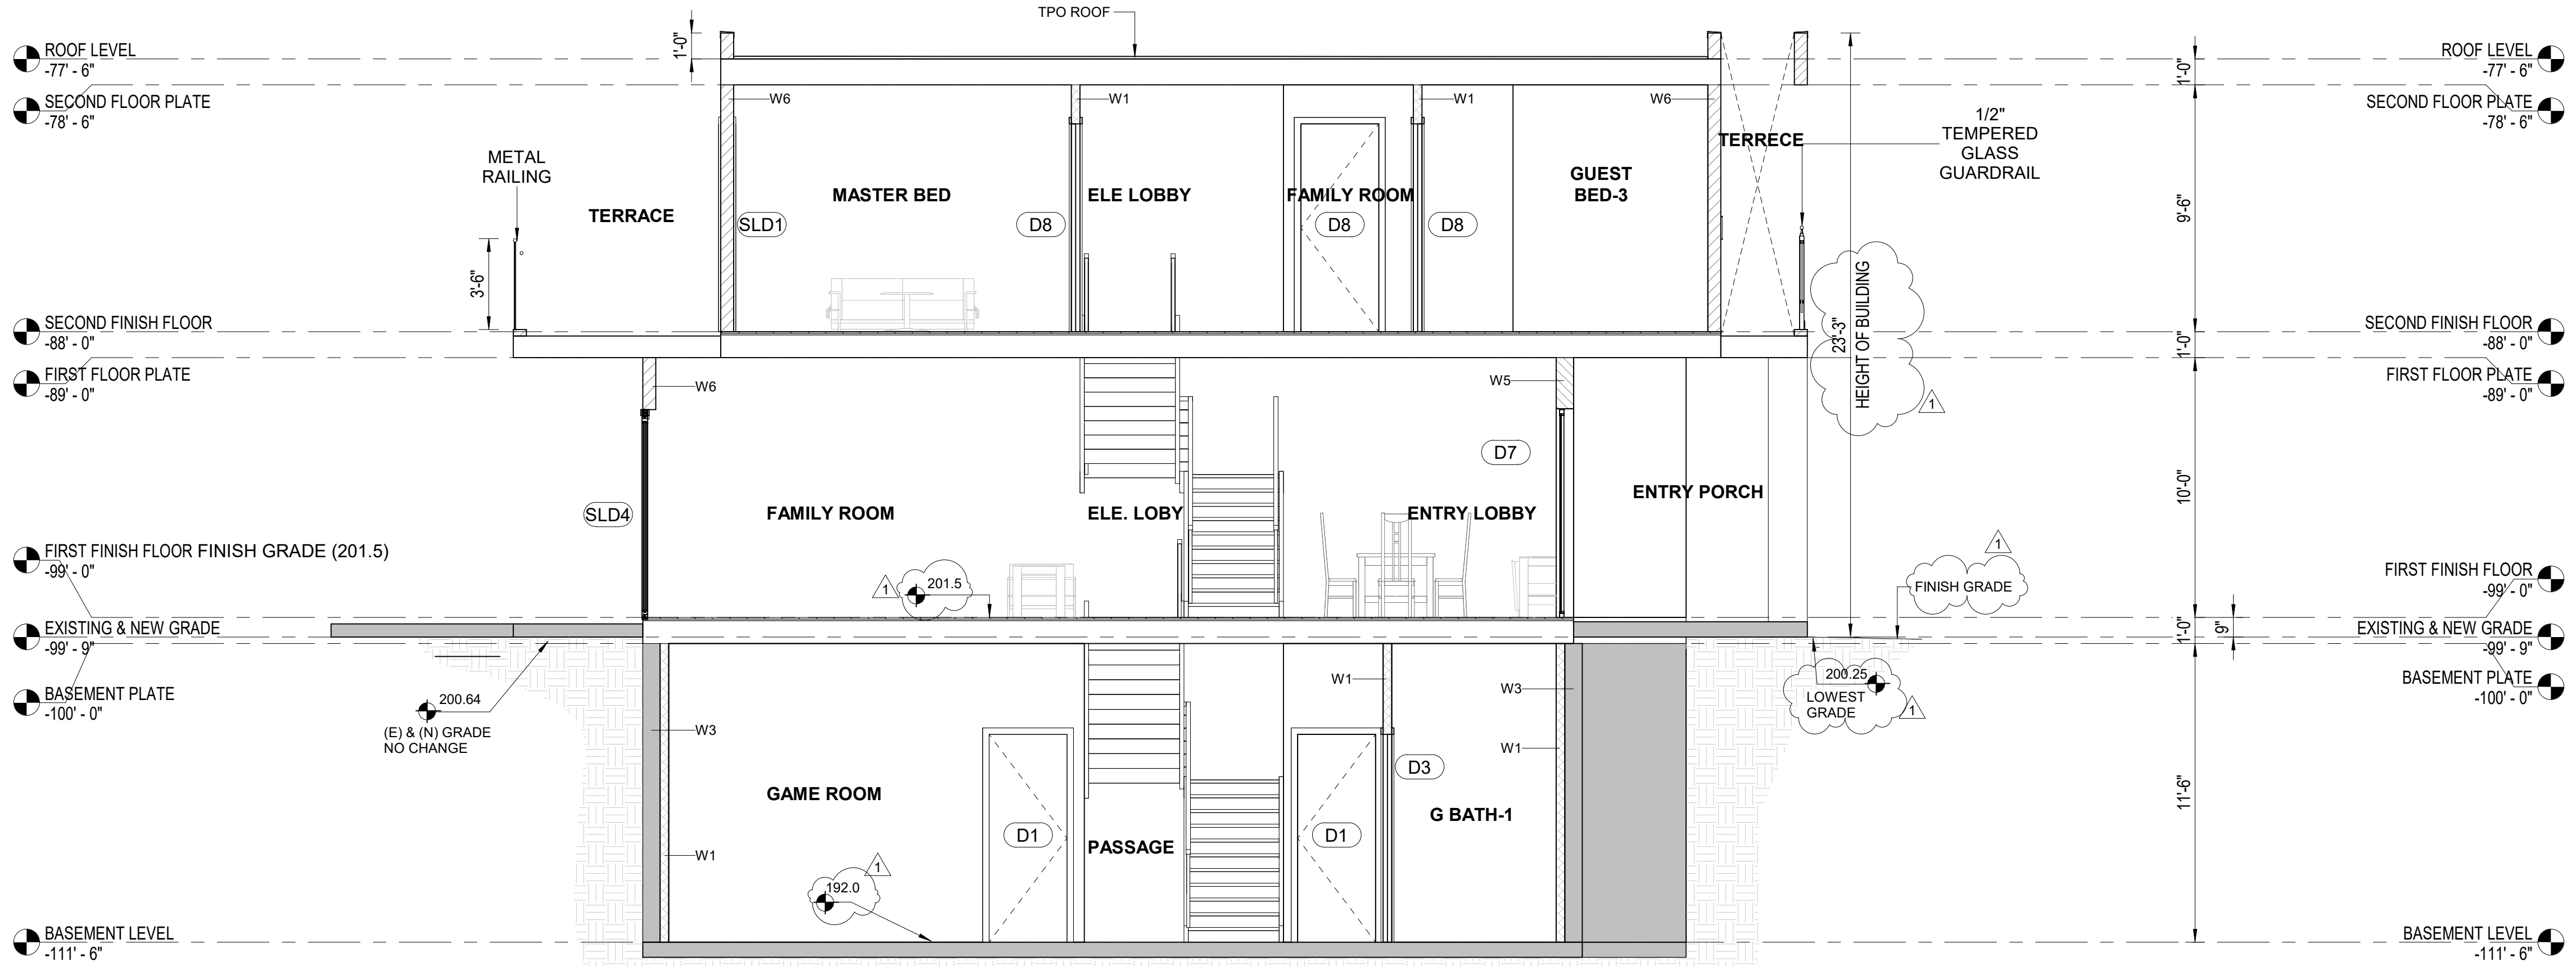 TPO ROOF
1'-0"
ROOF LEVEL
-77' - 6"
SECOND FLOOR PLATE
-78' - 6"
ROOF LEVEL
-77' - 6"
SECOND FLOOR PLATE
-78' - 6"
1'-0"
W6
W1
W1
W6
1/2"
TEMPERED
GLASS
GUARDRAIL
TERRECE
METAL
RAILING
TERRACE
MASTER BED
ELE LOBBY
FAMILY ROOM
GUEST
BED-3
SLD1
D8
D8
D8
3'-6"
9'-6"
23'-3"
HEIGHT OF BUILDING
1
SECOND FINISH FLOOR
-88' - 0"
FIRST FLOOR PLATE
-89' - 0"
SECOND FINISH FLOOR
-88' - 0"
FIRST FLOOR PLATE
-89' - 0"
1'-0"
W6
W5
D7
SLD4
FAMILY ROOM
ELE. LOBY
ENTRY LOBBY
ENTRY PORCH
10'-0"
FIRST FINISH FLOOR FINISH GRADE (201.5)
-99' - 0"
1
201.5
1
FINISH GRADE
FIRST FINISH FLOOR
-99' - 0"
EXISTING & NEW GRADE
-99' - 9"
BASEMENT PLATE
-100' - 0"
1'-0"
9"
EXISTING & NEW GRADE
-99' - 9"
BASEMENT PLATE
-100' - 0"
200.64
(E) & (N) GRADE
NO CHANGE
200.25
LOWEST
GRADE
1
W3
W1
W3
W1
W1
D3
GAME ROOM
D1
PASSAGE
D1
G BATH-1
11'-6"
192.0
1
BASEMENT LEVEL
-111' - 6"
BASEMENT LEVEL
-111' - 6"